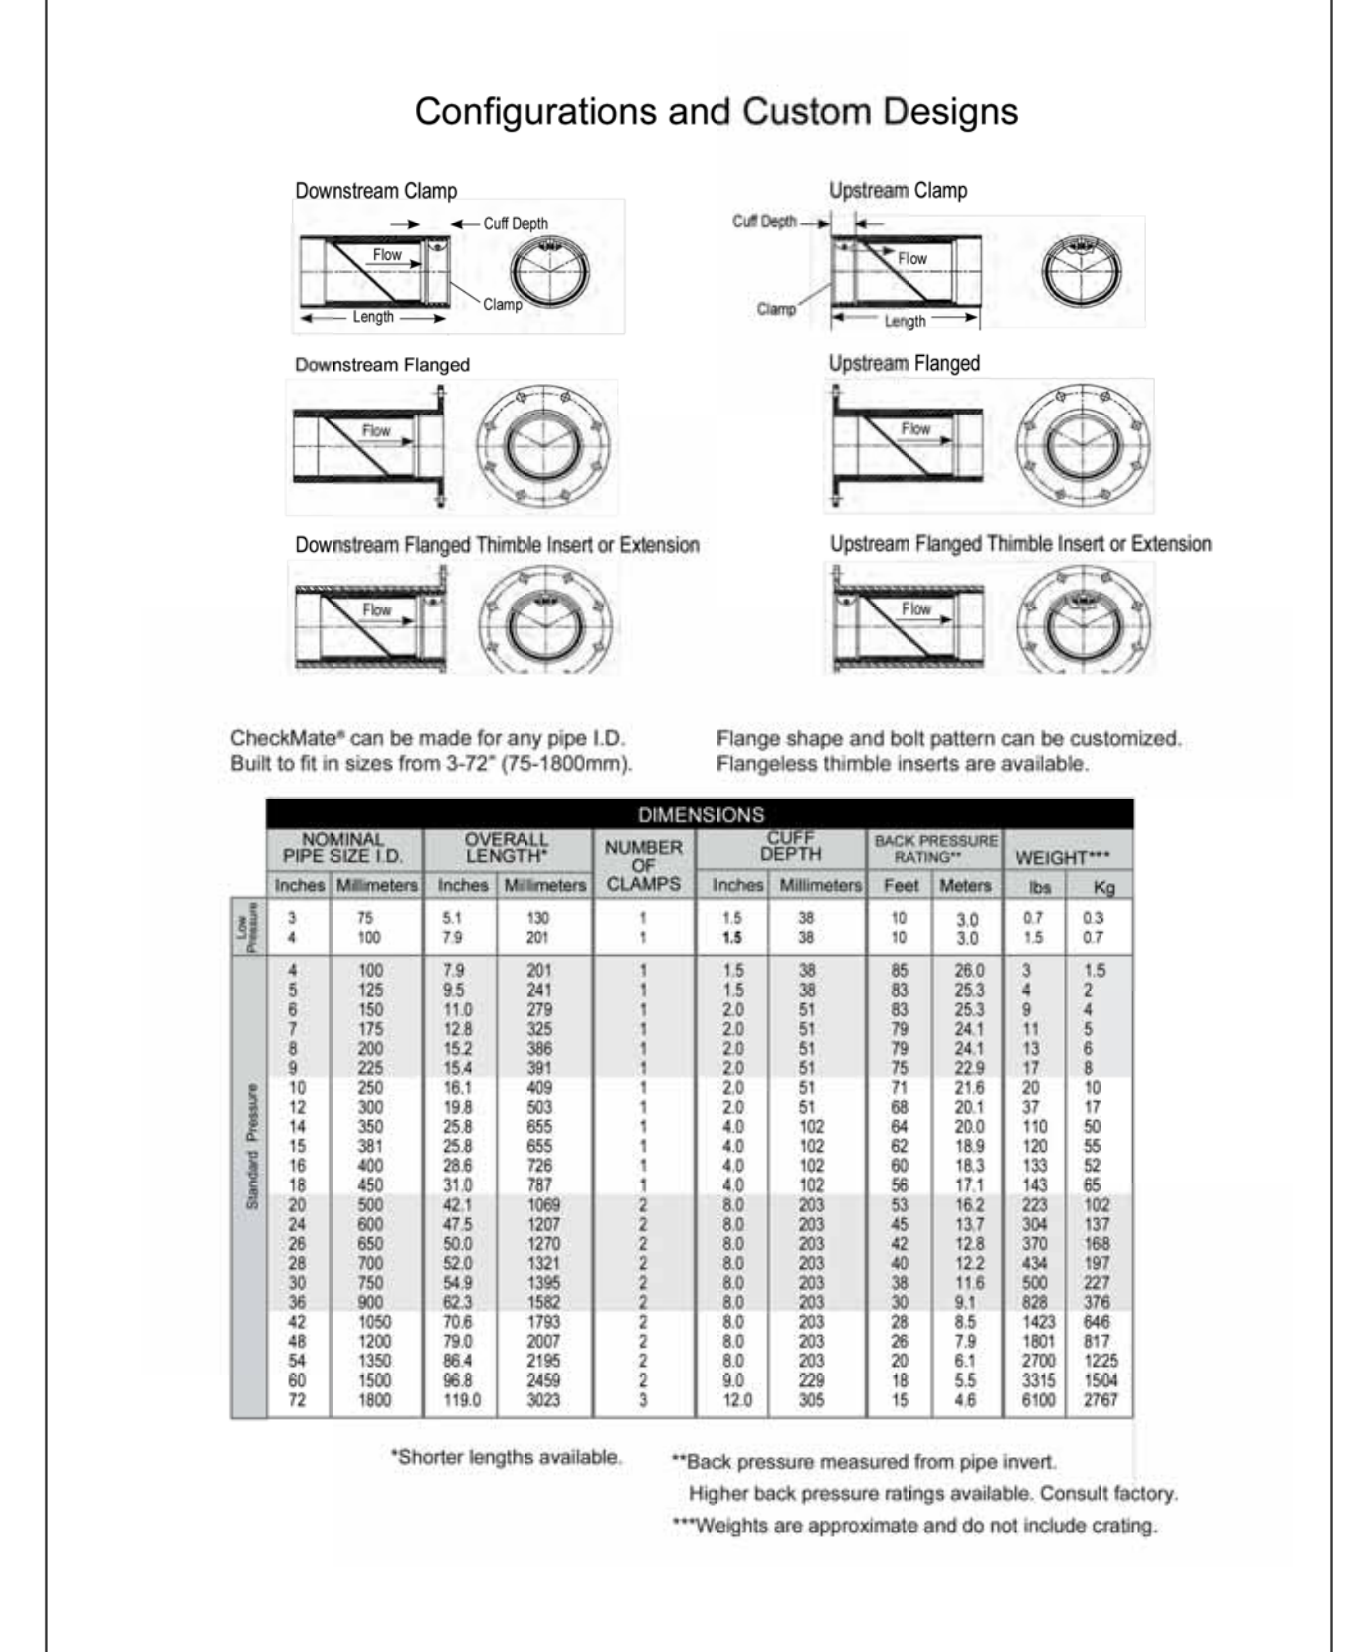 Configurations and Custom Designs
Downstream Clamp
Cuff Depth
Flow
Clamp
Length
Upstream Clamp
Cuff Depth
Flow
Clamp
Length
Downstream Flanged
Flow
Upstream Flanged
Flow
Downstream Flanged Thimble Insert or Extension
Flow
Upstream Flanged Thimble Insert or Extension
Flow
CheckMate® can be made for any pipe I.D.
Built to fit in sizes from 3-72" (75-1800mm).
Flange shape and bolt pattern can be customized.
Flangeless thimble inserts are available.
DIMENSIONS
NOMINAL PIPE SIZE I.D. OVERALL LENGTH* NUMBER OF CLAMPS CUFF DEPTH BACK PRESSURE RATING** WEIGHT***
Inches Millimeters Inches Millimeters Inches Millimeters Feet Meters lbs Kg
Low Pressure
3 75 5.1 130 1 1.5 38 10 3.0 0.7 0.3
4 100 7.9 201 1 1.5 38 10 3.0 1.5 0.7
Standard Pressure
4 100 7.9 201 1 1.5 38 85 26.0 3 1.5
5 125 9.5 241 1 1.5 38 83 25.3 4 2
6 150 11.0 279 1 2.0 51 83 25.3 9 4
7 175 12.8 325 1 2.0 51 79 24.1 11 5
8 200 15.2 386 1 2.0 51 79 24.1 13 6
9 225 15.4 391 1 2.0 51 75 22.9 17 8
10 250 16.1 409 1 2.0 51 71 21.6 20 10
12 300 19.8 503 1 2.0 51 68 20.1 37 17
14 350 25.8 655 1 4.0 102 64 20.0 110 50
15 381 25.8 655 1 4.0 102 62 18.9 120 55
16 400 28.6 726 1 4.0 102 60 18.3 133 52
18 450 31.0 787 1 4.0 102 56 17.1 143 65
20 500 42.1 1069 2 8.0 203 53 16.2 223 102
24 600 47.5 1207 2 8.0 203 45 13.7 304 137
26 650 50.0 1270 2 8.0 203 42 12.8 370 168
28 700 52.0 1321 2 8.0 203 40 12.2 434 197
30 750 54.9 1395 2 8.0 203 38 11.6 500 227
36 900 62.3 1582 2 8.0 203 30 9.1 828 376
42 1050 70.6 1793 2 8.0 203 28 8.5 1423 646
48 1200 79.0 2007 2 8.0 203 26 7.9 1801 817
54 1350 86.4 2195 2 8.0 203 20 6.1 2700 1225
60 1500 96.8 2459 2 9.0 229 18 5.5 3315 1504
72 1800 119.0 3023 3 12.0 305 15 4.6 6100 2767
*Shorter lengths available.
**Back pressure measured from pipe invert.
Higher back pressure ratings available. Consult factory.
***Weights are approximate and do not include crating.